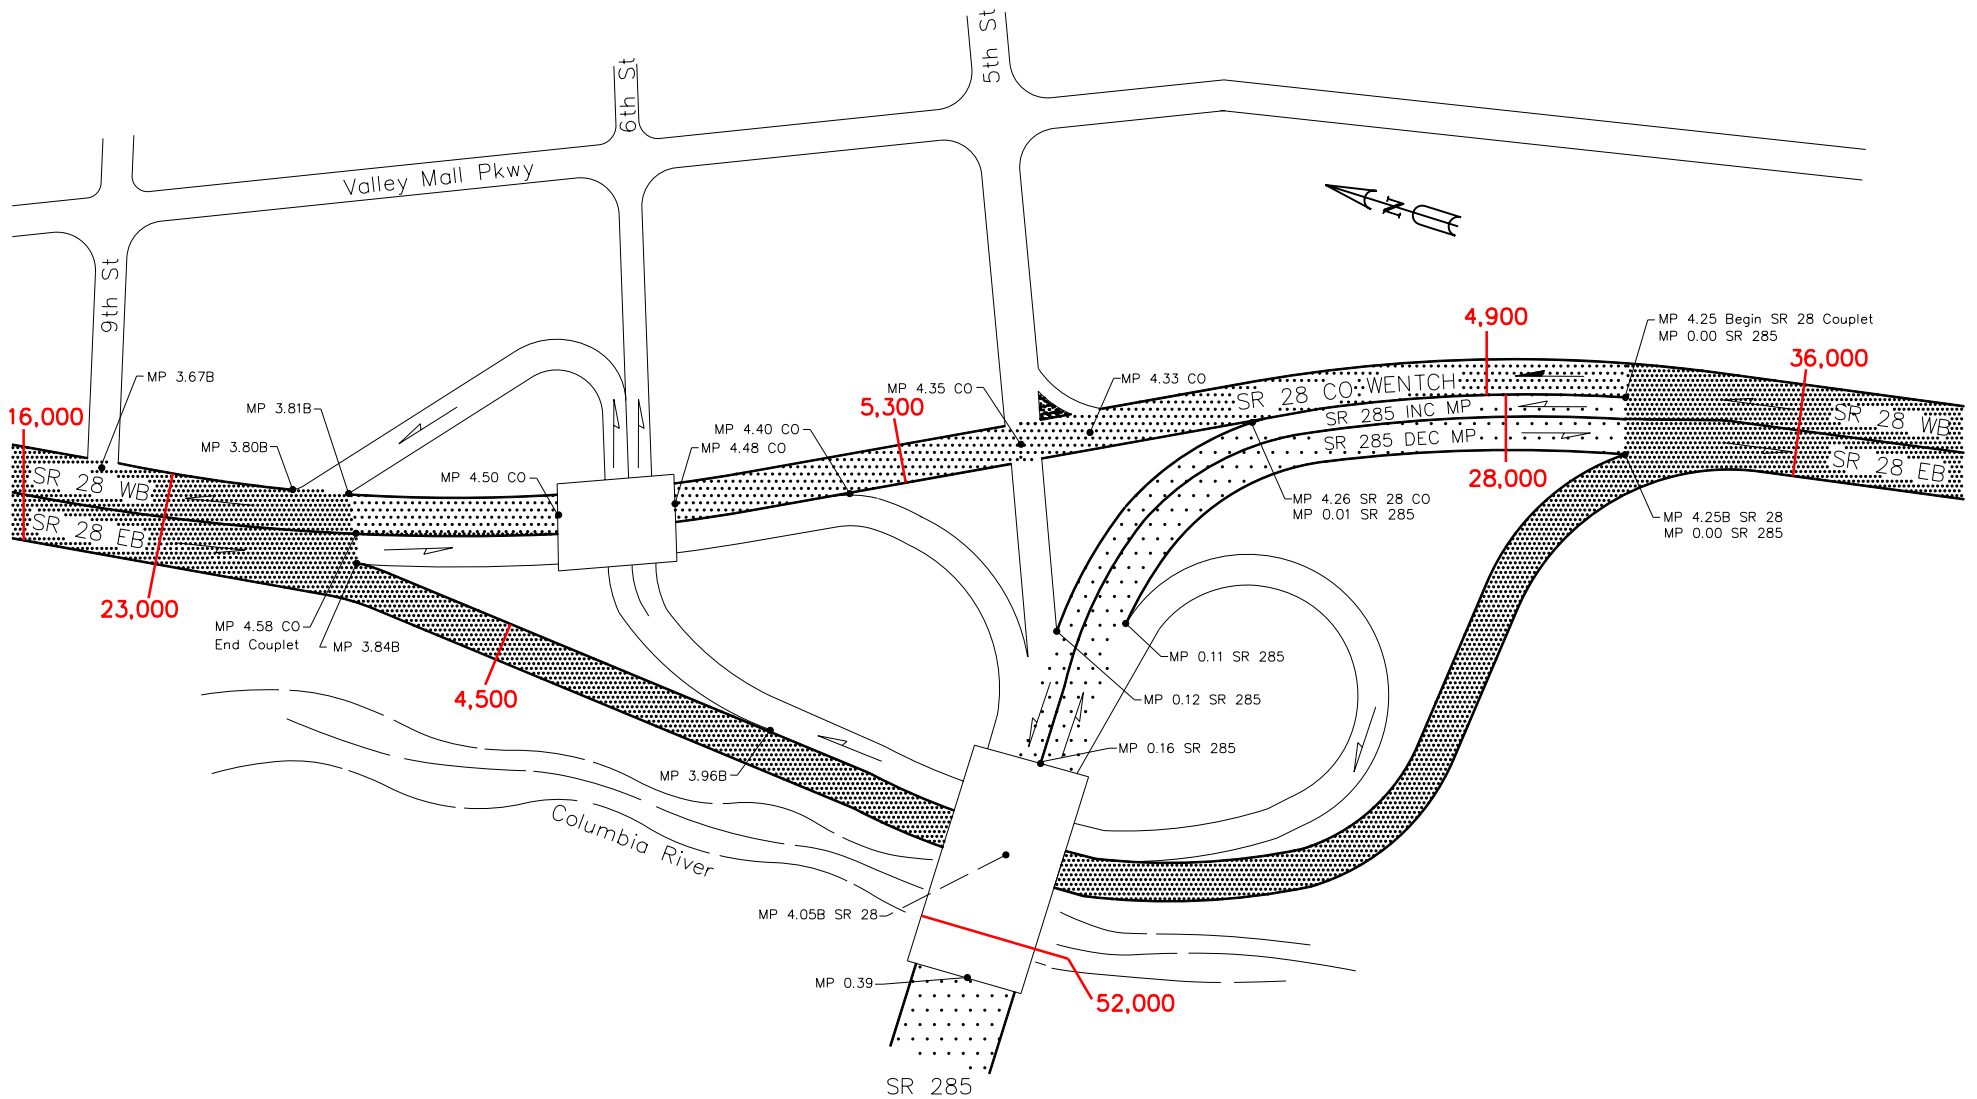 5th St
6th St
Valley Mall Pkwy
N
9th St
4,900
MP 4.25 Begin SR 28 Couplet
MP 0.00 SR 285
36,000
MP 3.67B
MP 4.33 CO
MP 4.35 CO
SR 28 CO WENTCH
5,300
MP 3.81B
16,000
SR 285 INC MP
SR 28 WB
MP 4.40 CO
MP 3.80B
MP 4.48 CO
SR 285 DEC MP
SR 28 EB
MP 4.50 CO
28,000
SR 28 WB
MP 4.26 SR 28 CO
MP 0.01 SR 285
MP 4.25B SR 28
MP 0.00 SR 285
SR 28 EB
23,000
MP 4.58 CO
End Couplet
MP 3.84B
MP 0.11 SR 285
4,500
MP 0.12 SR 285
MP 0.16 SR 285
MP 3.96B
Columbia River
MP 4.05B SR 28
MP 0.39
52,000
SR 285